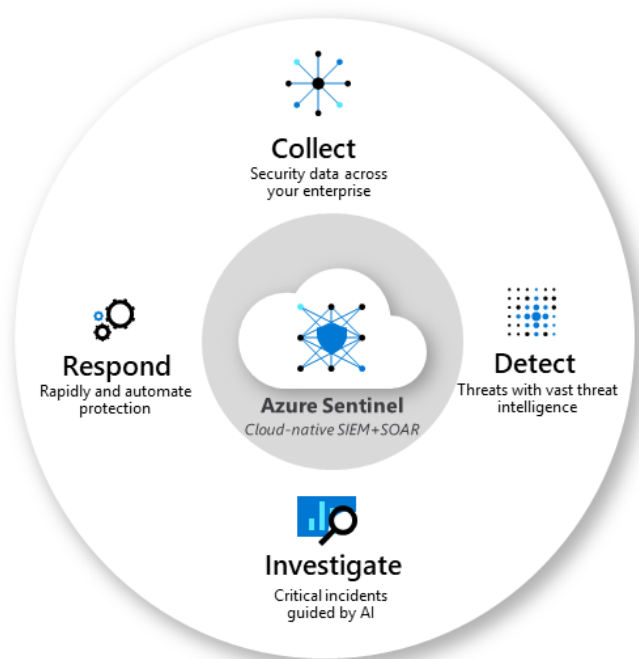 Collect
Security data across
your enterprise
Respond
Rapidly and automate
protection
Azure Sentinel
Cloud-native SIEM+SOAR
Detect
Threats with vast threat
intelligence
Investigate
Critical incidents
guided by AI